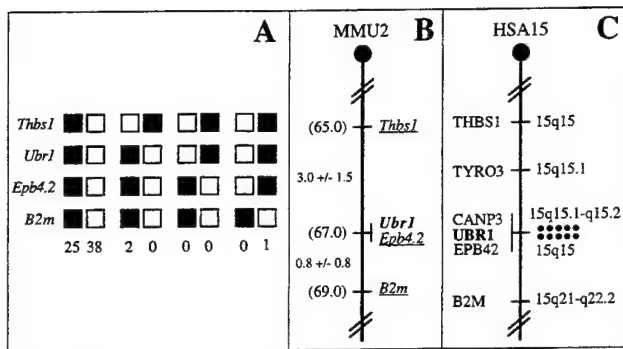 A
Thbs1
Ubr1
Epb4.2
B2m
25 38 2 0 0 0 0 1
MMU2 B
(65.0) Thbs1
3.0 +/- 1.5
Ubr1
(67.0) Epb4.2
0.8 +/- 0.8
(69.0) B2m
HSA15 C
THBS1 15q15
TYRO3 15q15.1
CANP3 15q15.1-q15.2
UBR1
EPB42 15q15
B2M 15q21-q22.2